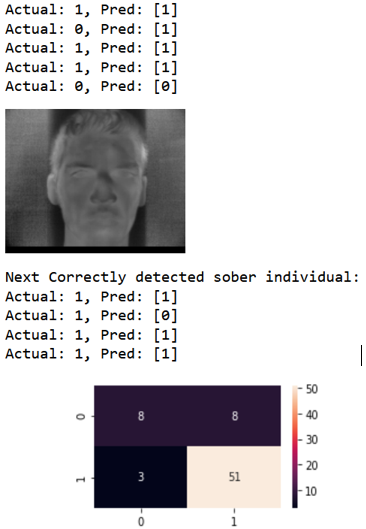 Actual: 1, Pred: [1]
Actual: 0, Pred: [1]
Actual: 1, Pred: [1]
Actual: 1, Pred: [1]
Actual: 0, Pred: [0]
Next Correctly detected sober individual:
Actual: 1, Pred: [1]
Actual: 1, Pred: [0]
Actual: 1, Pred: [1]
Actual: 1, Pred: [1]
50
0 8 8
40
30
20
1 3 51
10
0 1